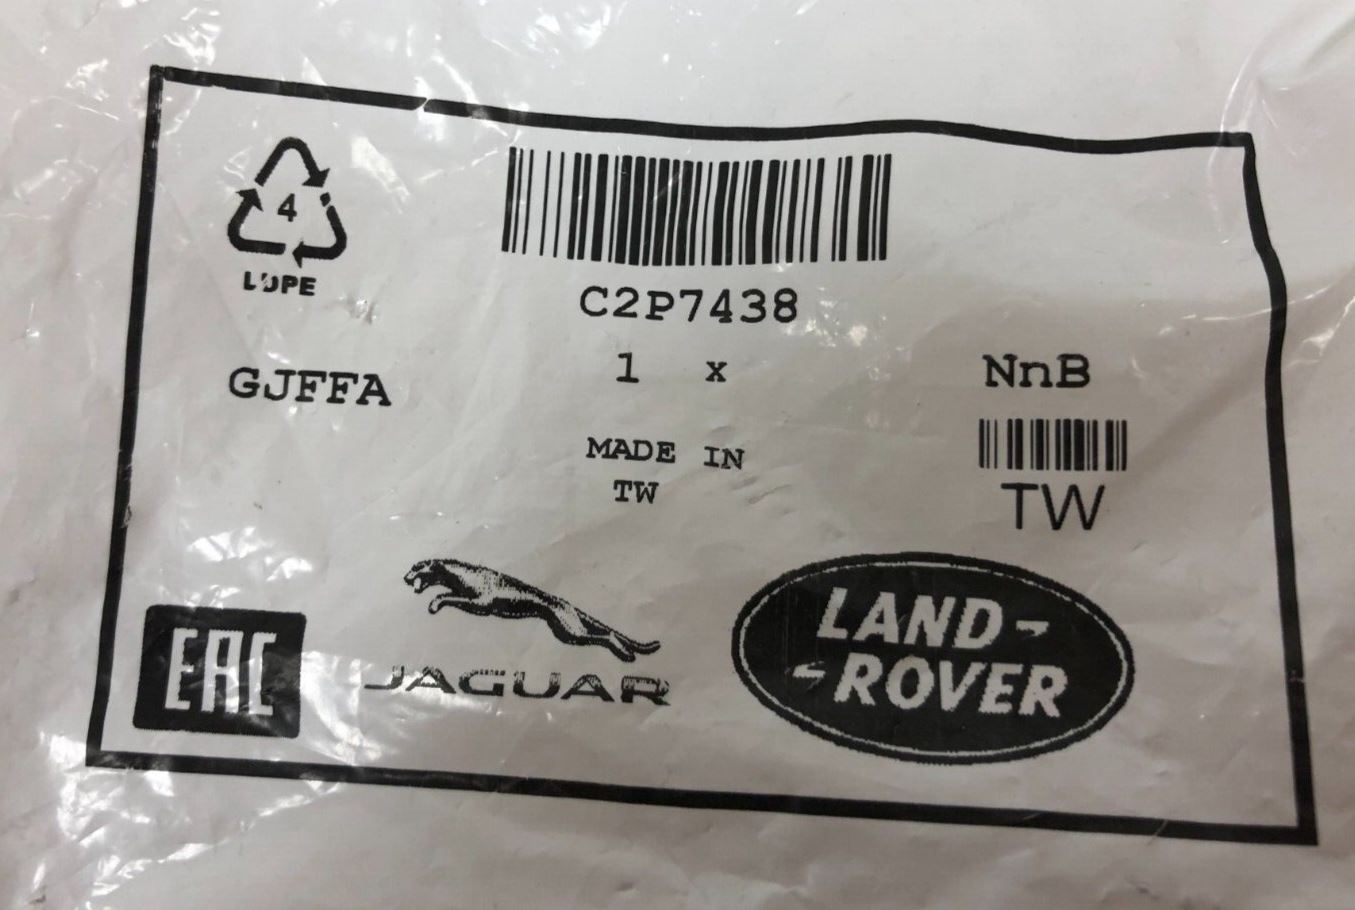 4
LDPE
C2P7438
1 x
GJFFA
NnB
MADE IN
TW
TW
EAC
JAGUAR
LAND-
-ROVER